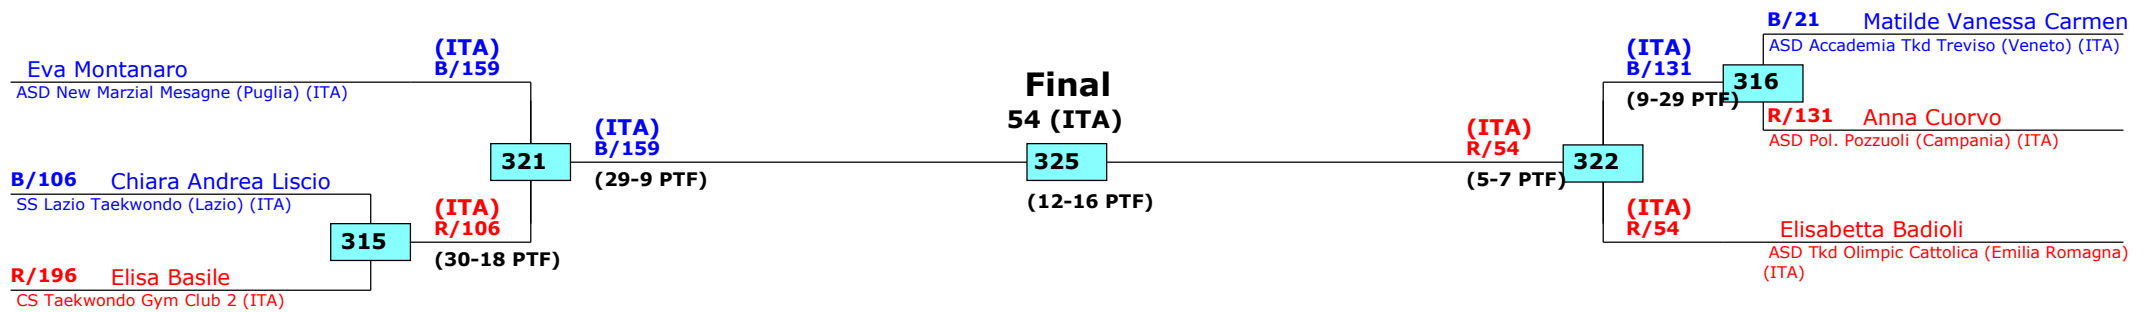 Eva Montanaro
ASD New Marzial Mesagne (Puglia) (ITA)
(ITA)
B/159
B/106 Chiara Andrea Liscio
SS Lazio Taekwondo (Lazio) (ITA)
315
R/196 Elisa Basile
CS Taekwondo Gym Club 2 (ITA)
(ITA)
R/106
(30-18 PTF)
321
(ITA)
B/159
(29-9 PTF)
Final
54 (ITA)
325
(12-16 PTF)
(ITA)
R/54
(5-7 PTF)
322
(ITA)
B/131
(9-29 PTF)
316
B/21 Matilde Vanessa Carmen
ASD Accademia Tkd Treviso (Veneto) (ITA)
R/131 Anna Cuorvo
ASD Pol. Pozzuoli (Campania) (ITA)
(ITA)
R/54
Elisabetta Badioli
ASD Tkd Olimpic Cattolica (Emilia Romagna)
(ITA)